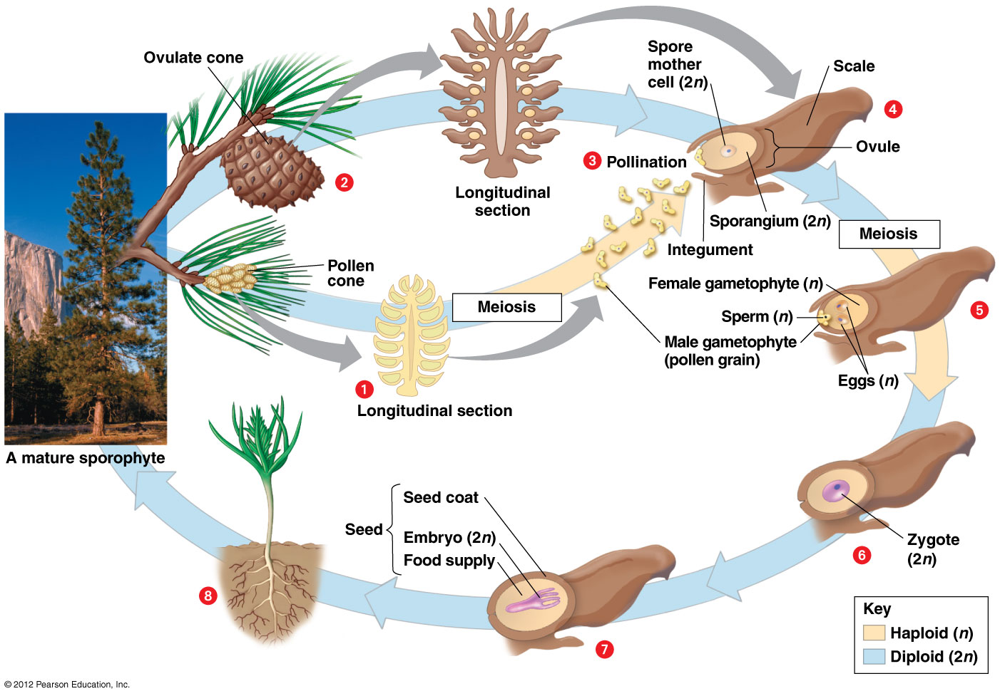 Ovulate cone
2
Longitudinal
section
Spore
mother
cell (2n)
Scale
4
Ovule
3 Pollination
Sporangium (2n)
Integument
Meiosis
Pollen
cone
Meiosis
1
Longitudinal section
Female gametophyte (n)
Sperm (n)
Male gametophyte
(pollen grain)
Eggs (n)
5
A mature sporophyte
Zygote
(2n)
6
Seed
Seed coat
Embryo (2n)
Food supply
7
8
Key
Haploid (n)
Diploid (2n)
© 2012 Pearson Education, Inc.